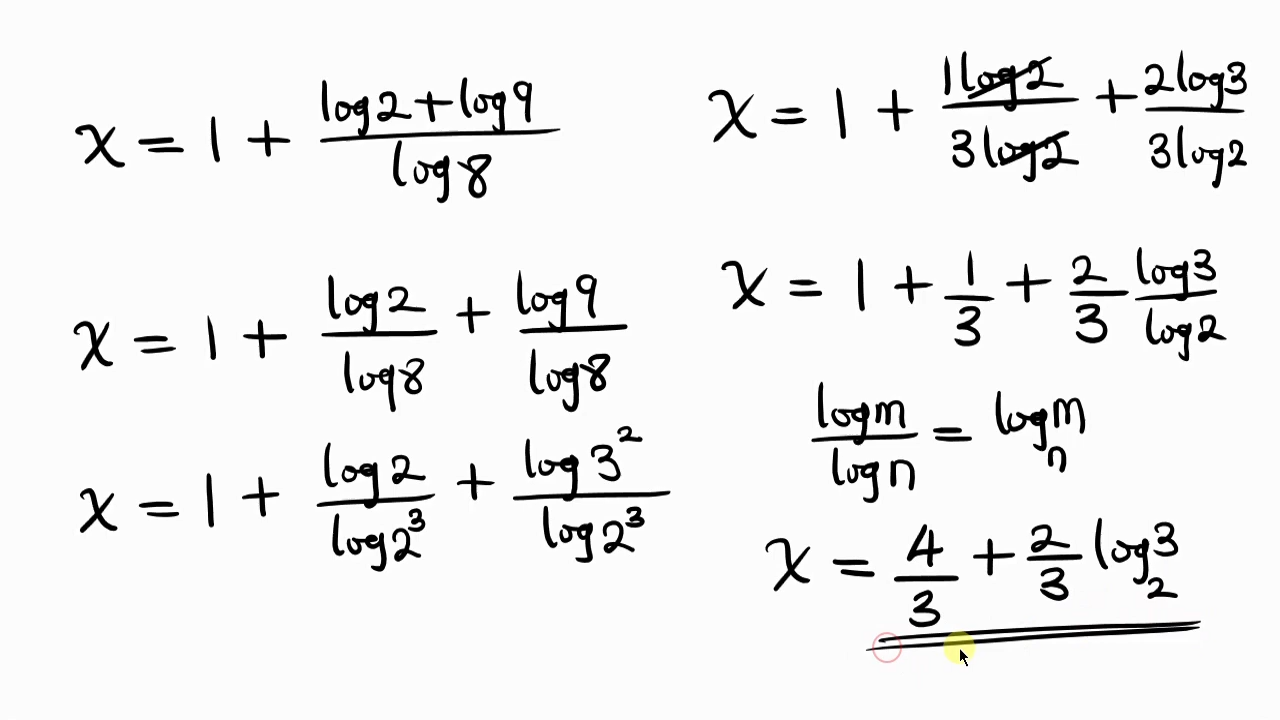 x = 1 + (log2 + log9)/(log8)
x = 1 + (log2)/(log8) + (log9)/(log8)
x = 1 + (log2)/(log2³) + (log3²)/(log2³)
x = 1 + (1log2)/(3log2) + (2log3)/(3log2)
x = 1 + 1/3 + 2/3 (log3)/(log2)
(logm)/(logn) = logₙm
x = 4/3 + 2/3 log₂3